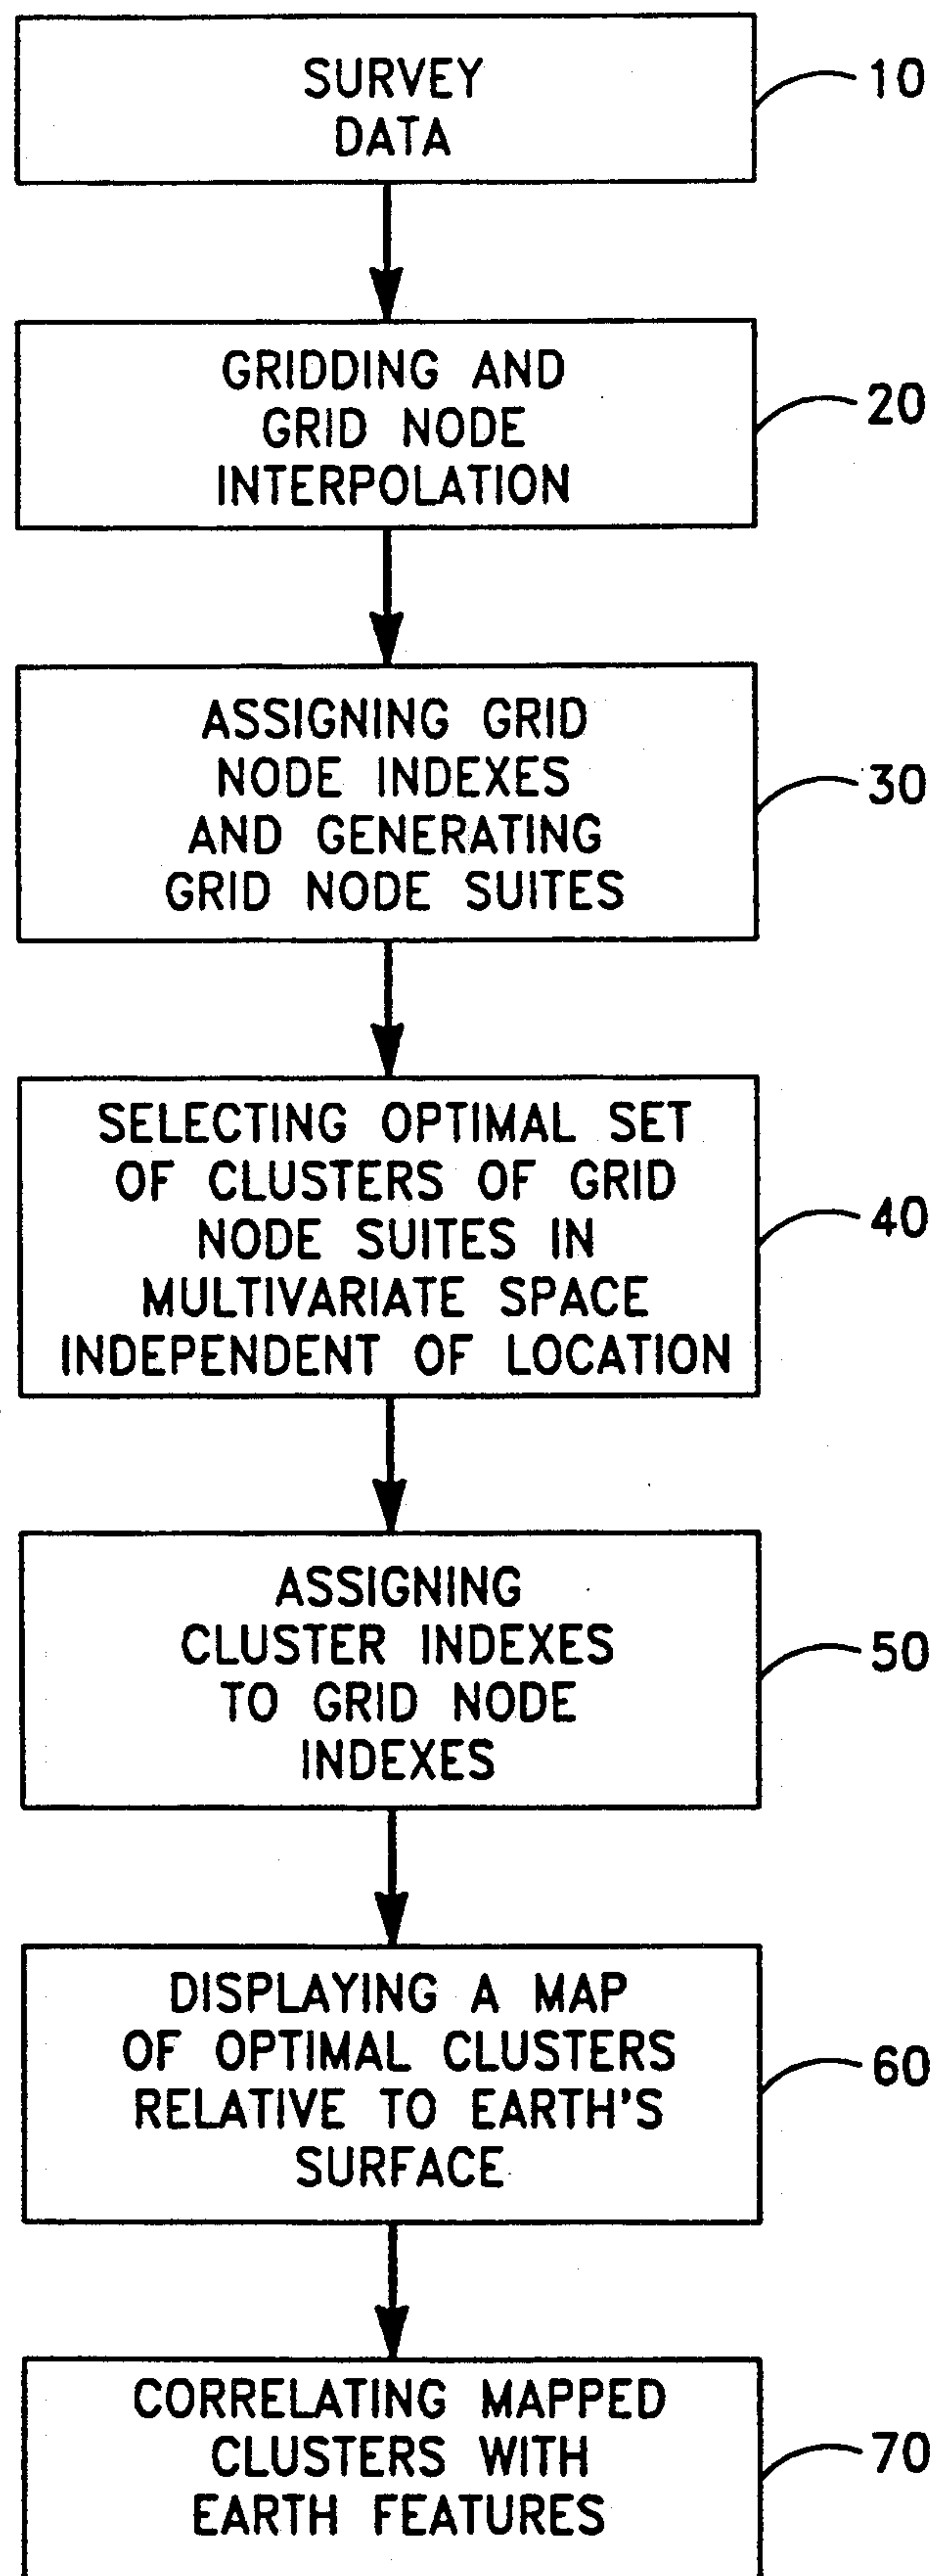 SURVEY
DATA
10
GRIDDING AND
GRID NODE
INTERPOLATION
20
ASSIGNING GRID
NODE INDEXES
AND GENERATING
GRID NODE SUITES
30
SELECTING OPTIMAL SET
OF CLUSTERS OF GRID
NODE SUITES IN
MULTIVARIATE SPACE
INDEPENDENT OF LOCATION
40
ASSIGNING
CLUSTER INDEXES
TO GRID NODE
INDEXES
50
DISPLAYING A MAP
OF OPTIMAL CLUSTERS
RELATIVE TO EARTH'S
SURFACE
60
CORRELATING MAPPED
CLUSTERS WITH
EARTH FEATURES
70